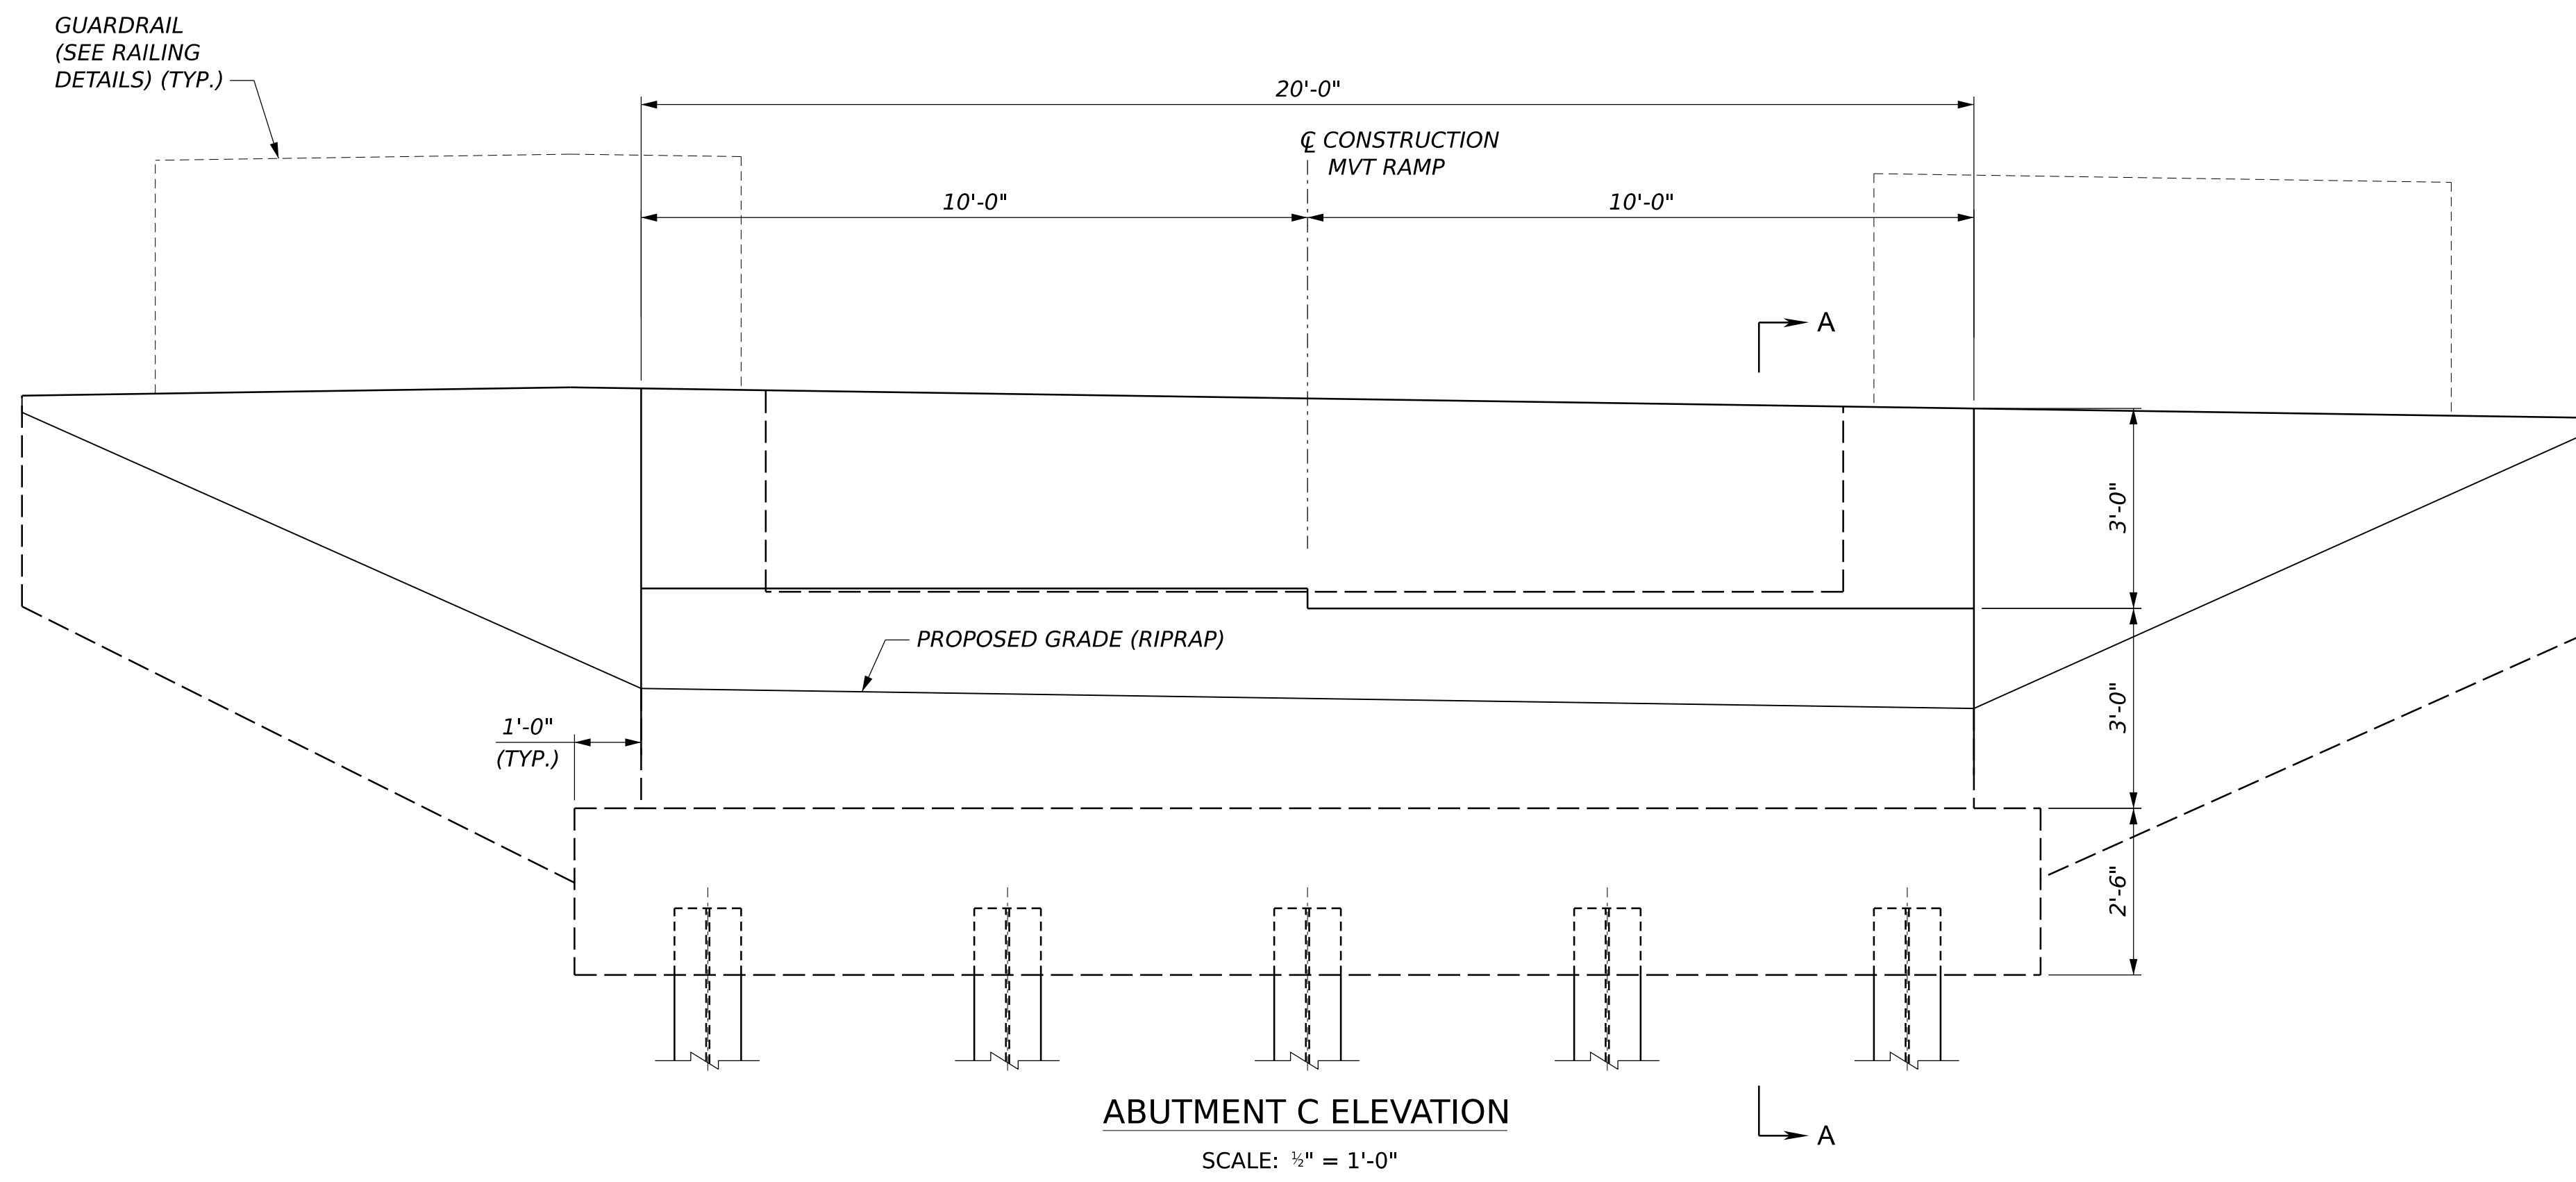 GUARDRAIL
(SEE RAILING
DETAILS) (TYP.)
20'-0"
℄ CONSTRUCTION
MVT RAMP
10'-0"
10'-0"
A
3'-0"
PROPOSED GRADE (RIPRAP)
3'-0"
1'-0"
(TYP.)
2'-6"
ABUTMENT C ELEVATION
A
SCALE: ½" = 1'-0"